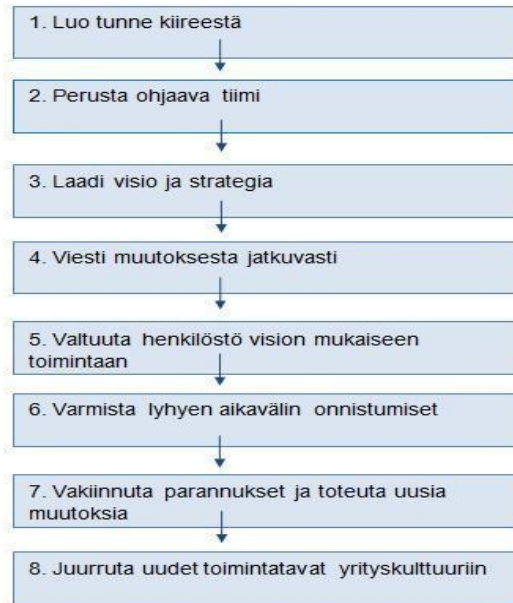 1. Luo tunne kiireestä
2. Perusta ohjaava tiimi
3. Laadi visio ja strategia
4. Viesti muutoksesta jatkuvasti
5. Valtuuta henkilöstö vision mukaiseen
toimintaan
6. Varmista lyhyen aikavälin onnistumiset
7. Vakiinnuta parannukset ja toteuta uusia
muutoksia
8. Juurruta uudet toimintatavat yrityskulttuuriin